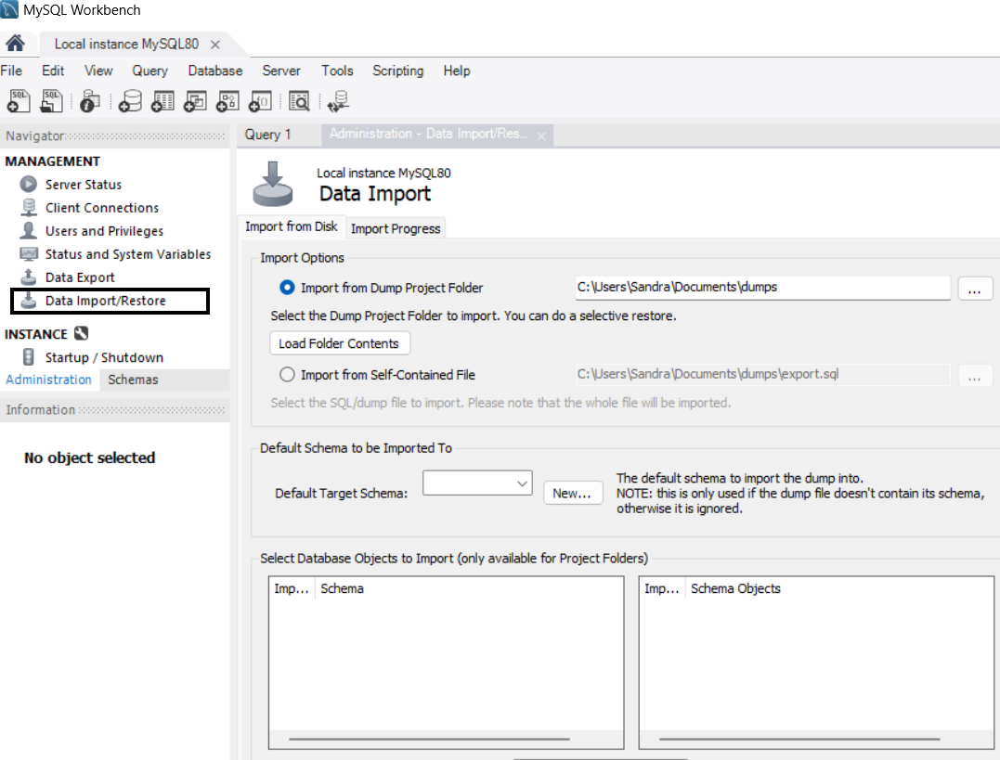 MySQL Workbench
Local instance MySQL80
File Edit View Query Database Server Tools Scripting Help
SQL SQL
Navigator
MANAGEMENT
Server Status
Client Connections
Users and Privileges
Status and System Variables
Data Export
Data Import/Restore
INSTANCE
Startup / Shutdown
Administration Schemas
Information
No object selected
Query 1 Administration - Data Import/Res...
Local instance MySQL80
Data Import
Import from Disk Import Progress
Import Options
Import from Dump Project Folder C:\Users\Sandra\Documents\dumps ...
Select the Dump Project Folder to import. You can do a selective restore.
Load Folder Contents
Import from Self-Contained File C:\Users\Sandra\Documents\dumps\export.sql ...
Select the SQL/dump file to import. Please note that the whole file will be imported.
Default Schema to be Imported To
Default Target Schema: New...
The default schema to import the dump into.
NOTE: this is only used if the dump file doesn't contain its schema,
otherwise it is ignored.
Select Database Objects to Import (only available for Project Folders)
Imp... Schema Imp... Schema Objects